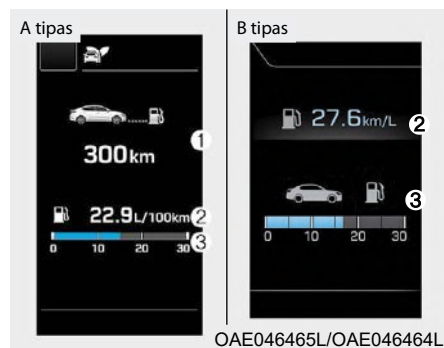 A tipas
300km
1
22.9L/100km 2
3
0 10 20 30
B tipas
27.6km/L
2
3
0 10 20 30
OAE046465L/OAE046464L